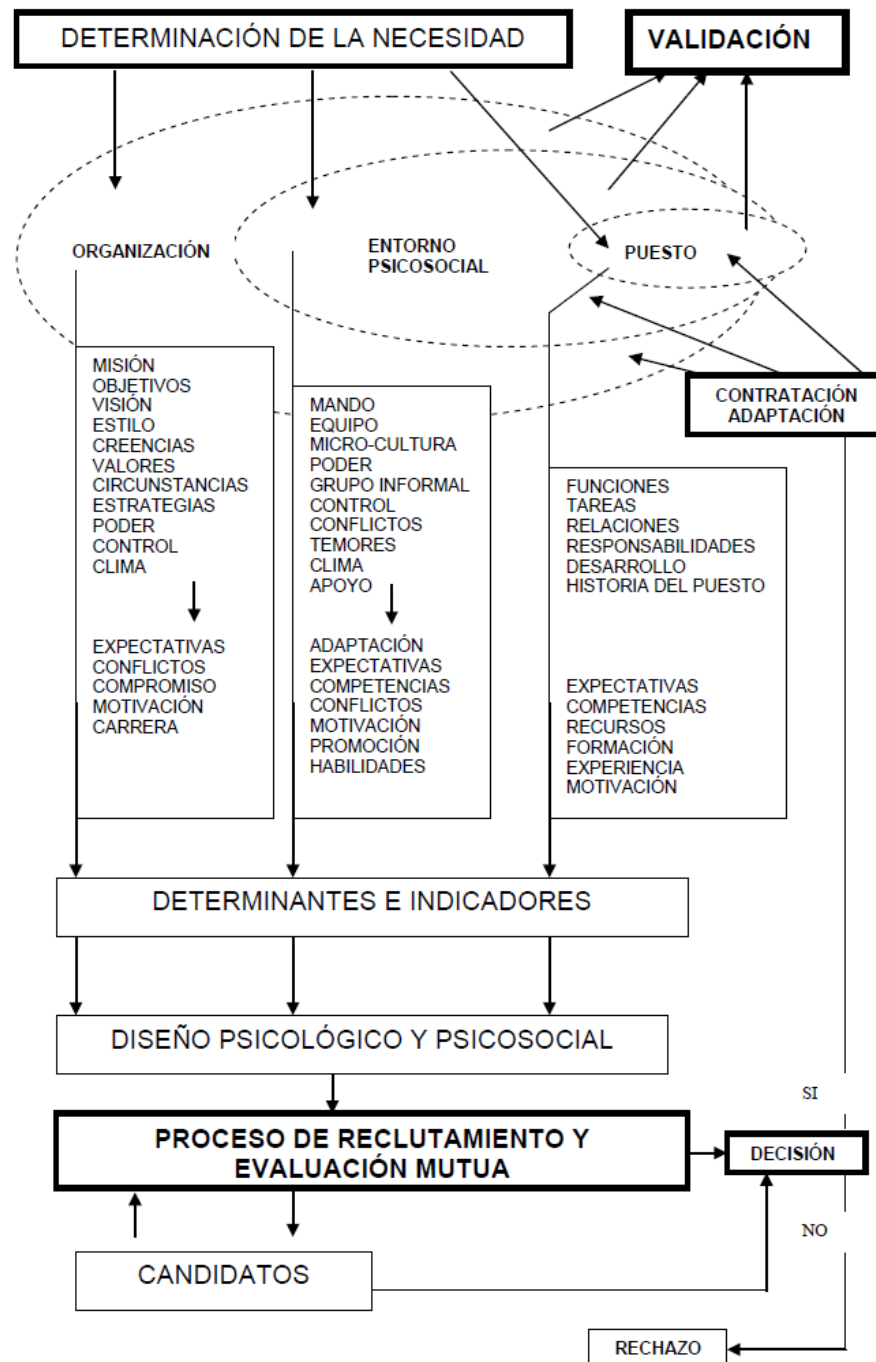 DETERMINACIÓN DE LA NECESIDAD
VALIDACIÓN
ORGANIZACIÓN
ENTORNO
PSICOSOCIAL
PUESTO
CONTRATACIÓN
ADAPTACIÓN
MISIÓN
OBJETIVOS
VISIÓN
ESTILO
CREENCIAS
VALORES
CIRCUNSTANCIAS
ESTRATEGIAS
PODER
CONTROL
CLIMA
EXPECTATIVAS
CONFLICTOS
COMPROMISO
MOTIVACIÓN
CARRERA
MANDO
EQUIPO
MICRO-CULTURA
PODER
GRUPO INFORMAL
CONTROL
CONFLICTOS
TEMORES
CLIMA
APOYO
ADAPTACIÓN
EXPECTATIVAS
COMPETENCIAS
CONFLICTOS
MOTIVACIÓN
PROMOCIÓN
HABILIDADES
FUNCIONES
TAREAS
RELACIONES
RESPONSABILIDADES
DESARROLLO
HISTORIA DEL PUESTO
EXPECTATIVAS
COMPETENCIAS
RECURSOS
FORMACIÓN
EXPERIENCIA
MOTIVACIÓN
DETERMINANTES E INDICADORES
DISEÑO PSICOLÓGICO Y PSICOSOCIAL
SI
PROCESO DE RECLUTAMIENTO Y
EVALUACIÓN MUTUA
DECISIÓN
NO
CANDIDATOS
RECHAZO